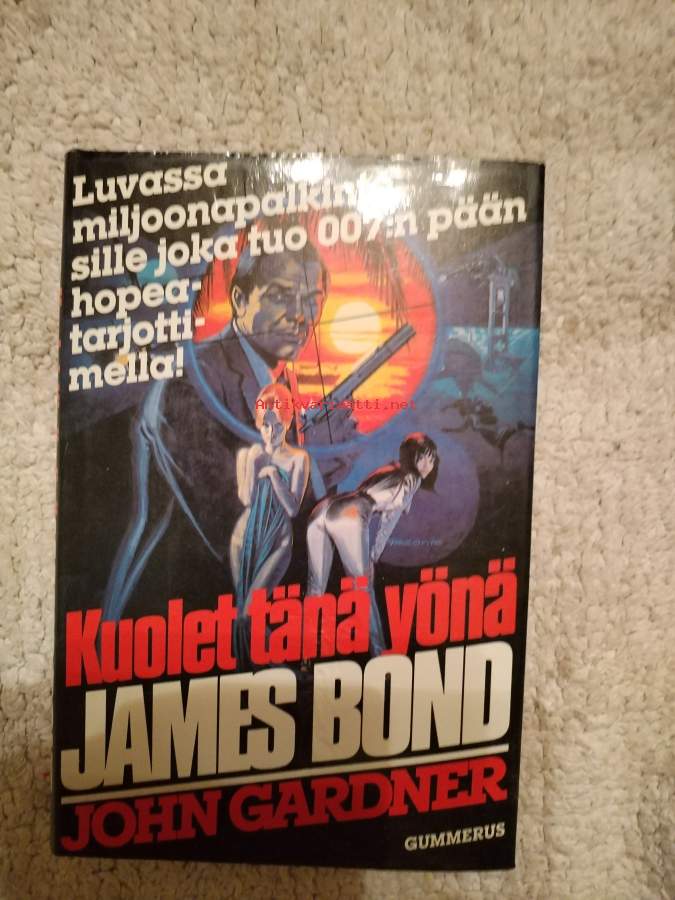 Luvassa
miljoonapalkinto
sille joka tuo 007:n pään
hopea-
tarjotti-
mella!
Antikvariaatti.net
Kuolet tänä yönä
JAMES BOND
JOHN GARDNER
GUMMERUS